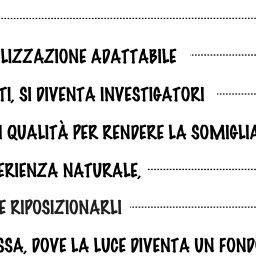 LIZZAZIONE ADATTABILE
TI, SI DIVENTA INVESTIGATORI
I QUALITÀ PER RENDERE LA SOMIGLIA
ERIENZA NATURALE,
E RIPOSIZIONARLI
SSA, DOVE LA LUCE DIVENTA UN FOND